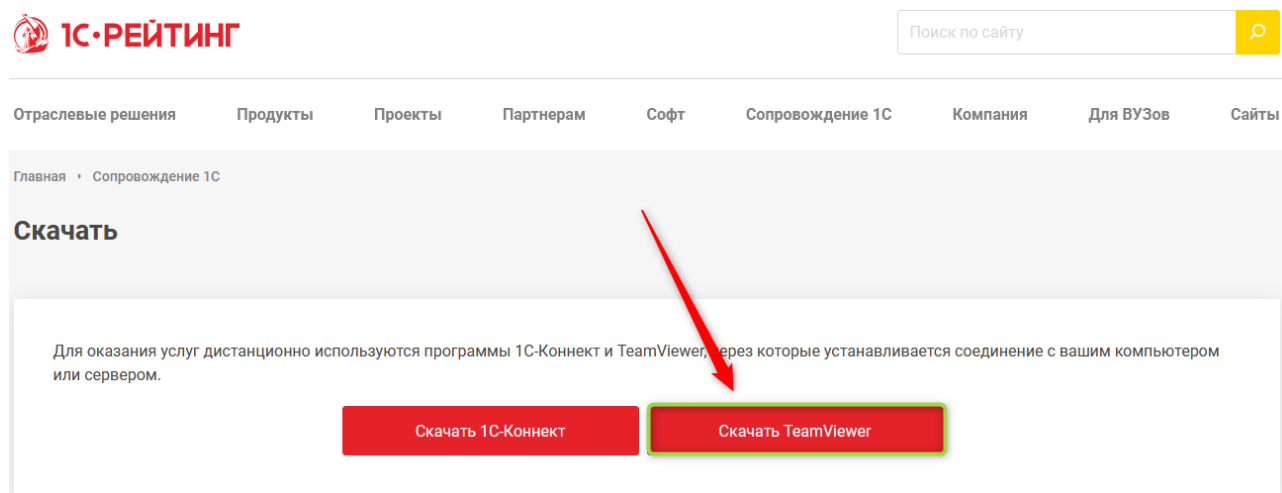 1С·РЕЙТИНГ
Поиск по сайту
Отраслевые решения Продукты Проекты Партнерам Софт Сопровождение 1С Компания Для ВУЗов Сайты
Главная Сопровождение 1С
Скачать
Для оказания услуг дистанционно используются программы 1С-Коннект и TeamViewer, через которые устанавливается соединение с вашим компьютером
или сервером.
Скачать 1С-Коннект Скачать TeamViewer